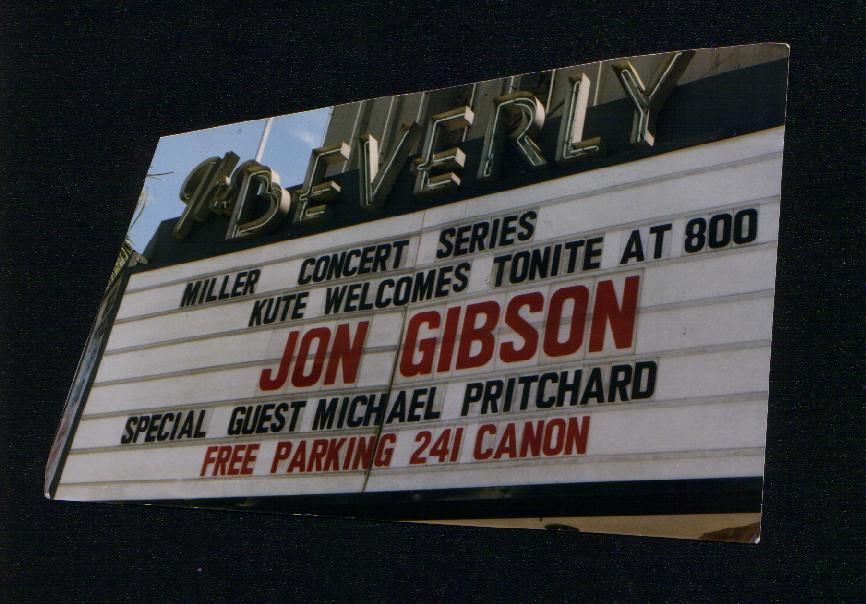 The BEVERLY
MILLER CONCERT SERIES
KUTE WELCOMES TONITE AT 800
JON GIBSON
SPECIAL GUEST MICHAEL PRITCHARD
FREE PARKING 241 CANON